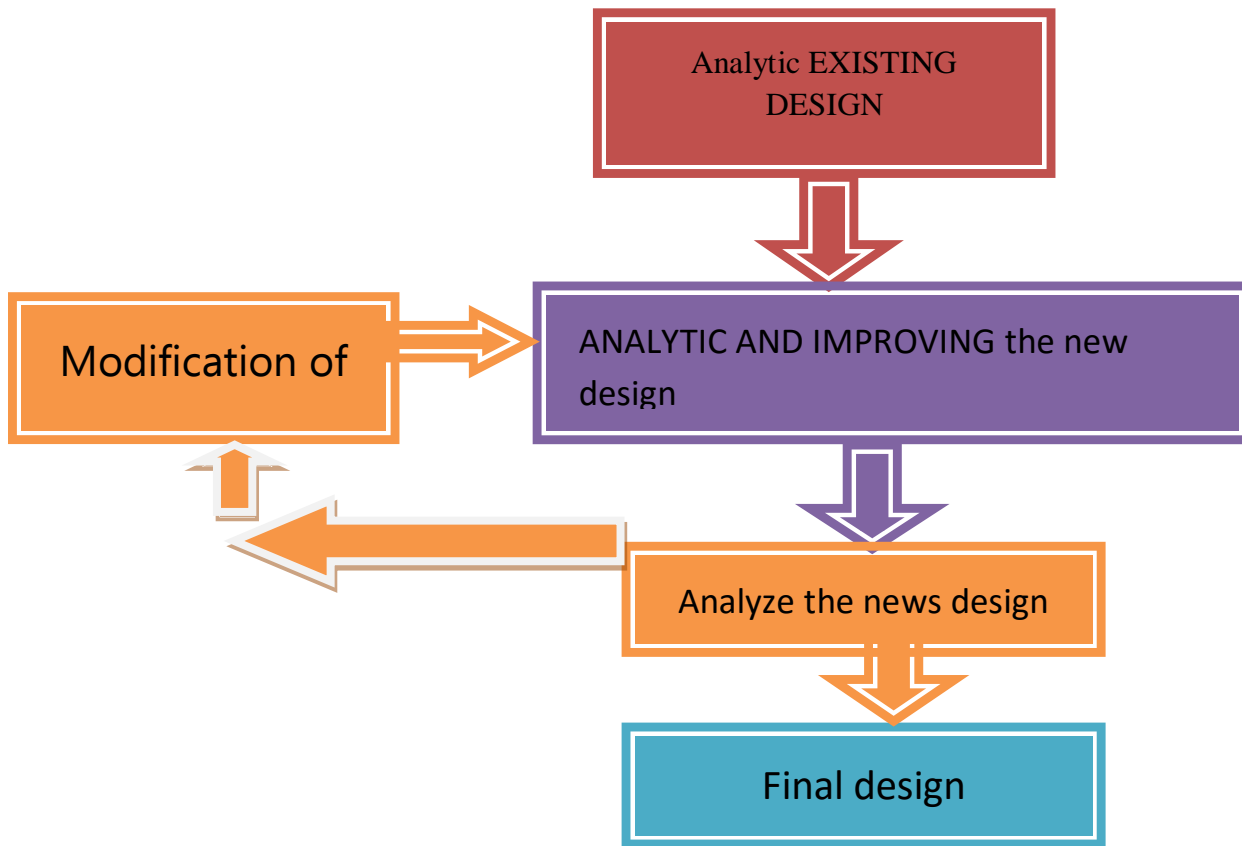 Analytic EXISTING
DESIGN
Modification of
ANALYTIC AND IMPROVING the new
design
Analyze the news design
Final design